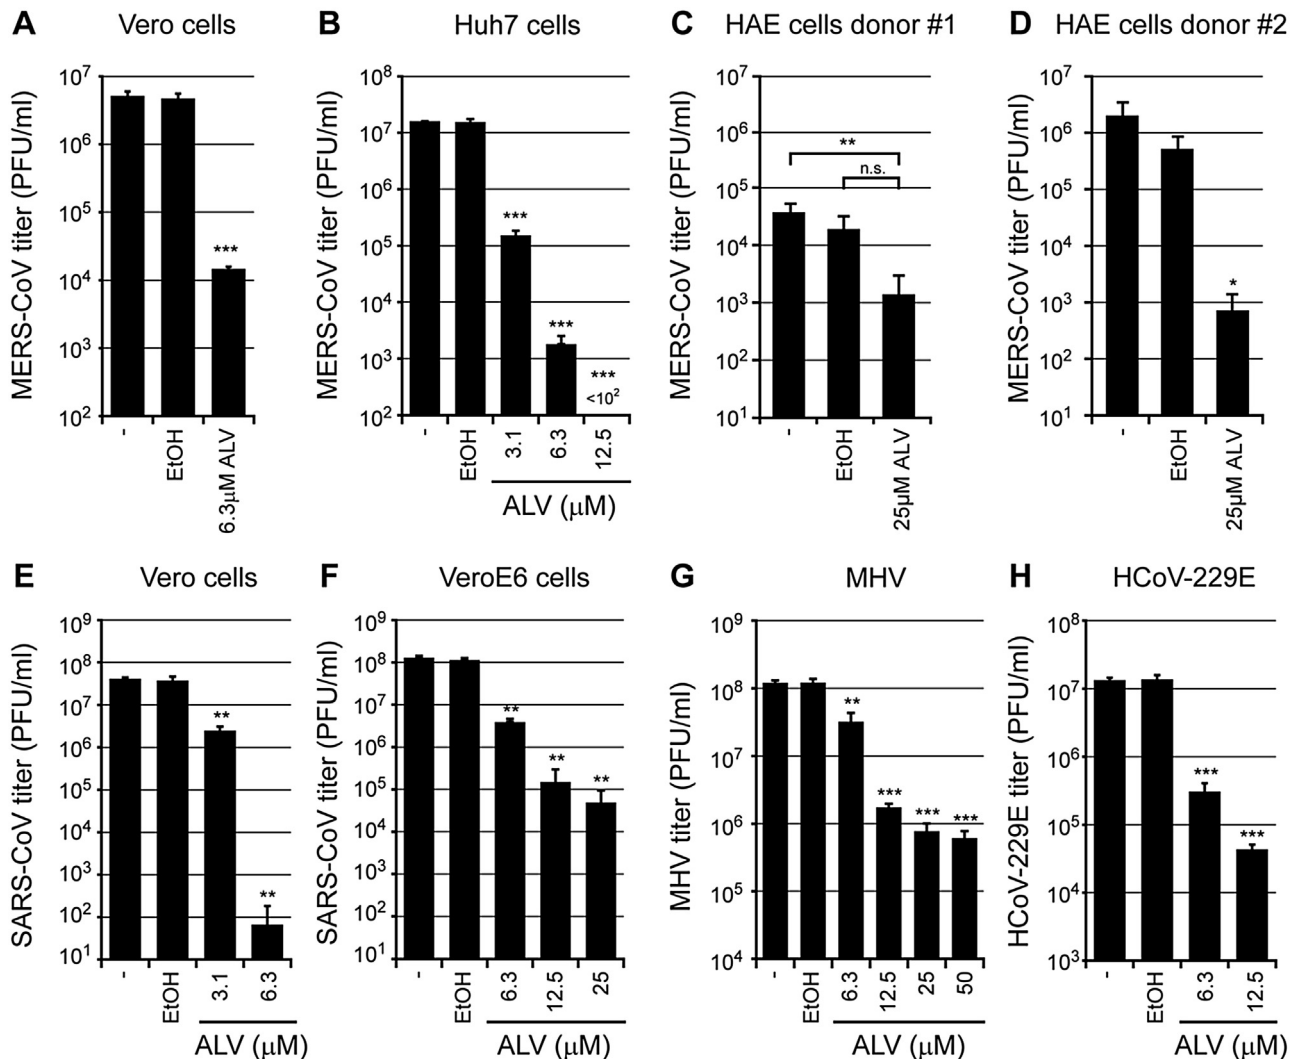 A Vero cells
MERS-CoV titer (PFU/ml)
10⁷
10⁶
10⁵
10⁴
10³
10²
***
-
EtOH
6.3µM ALV
B Huh7 cells
MERS-CoV titer (PFU/ml)
10⁸
10⁷
10⁶
10⁵
10⁴
10³
10²
***
***
***
<10²
-
EtOH
3.1
6.3
12.5
ALV (µM)
C HAE cells donor #1
MERS-CoV titer (PFU/ml)
10⁷
10⁶
10⁵
10⁴
10³
10²
10¹
**
n.s.
-
EtOH
25µM ALV
D HAE cells donor #2
MERS-CoV titer (PFU/ml)
10⁷
10⁶
10⁵
10⁴
10³
10²
10¹
*
-
EtOH
25µM ALV
E Vero cells
SARS-CoV titer (PFU/ml)
10⁹
10⁸
10⁷
10⁶
10⁵
10⁴
10³
10²
10¹
**
**
-
EtOH
3.1
6.3
ALV (µM)
F VeroE6 cells
SARS-CoV titer (PFU/ml)
10⁹
10⁸
10⁷
10⁶
10⁵
10⁴
10³
10²
10¹
**
**
**
-
EtOH
6.3
12.5
25
ALV (µM)
G MHV
MHV titer (PFU/ml)
10⁹
10⁸
10⁷
10⁶
10⁵
10⁴
**
***
***
***
-
EtOH
6.3
12.5
25
50
ALV (µM)
H HCoV-229E
HCoV-229E titer (PFU/ml)
10⁸
10⁷
10⁶
10⁵
10⁴
10³
***
***
-
EtOH
6.3
12.5
ALV (µM)